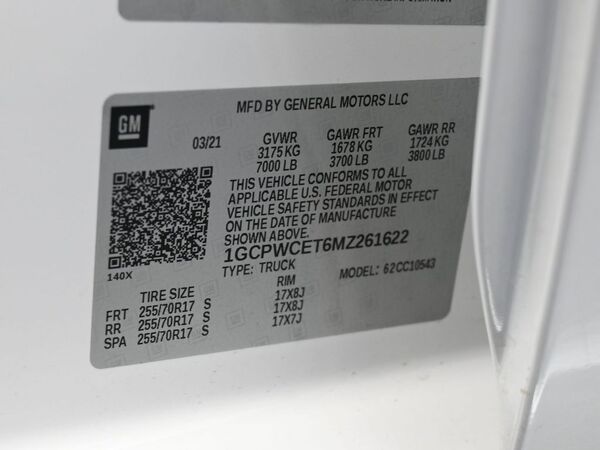 MFD BY GENERAL MOTORS LLC
GM
03/21 GVWR GAWR FRT GAWR RR
3175 KG 1678 KG 1724 KG
7000 LB 3700 LB 3800 LB
THIS VEHICLE CONFORMS TO ALL
APPLICABLE U.S. FEDERAL MOTOR
VEHICLE SAFETY STANDARDS IN EFFECT
ON THE DATE OF MANUFACTURE
SHOWN ABOVE.
1GCPWCET6MZ261622
140X
TYPE: TRUCK MODEL: 62CC10543
TIRE SIZE RIM
FRT 255/70R17 S 17X8J
RR 255/70R17 S 17X8J
SPA 255/70R17 S 17X7J